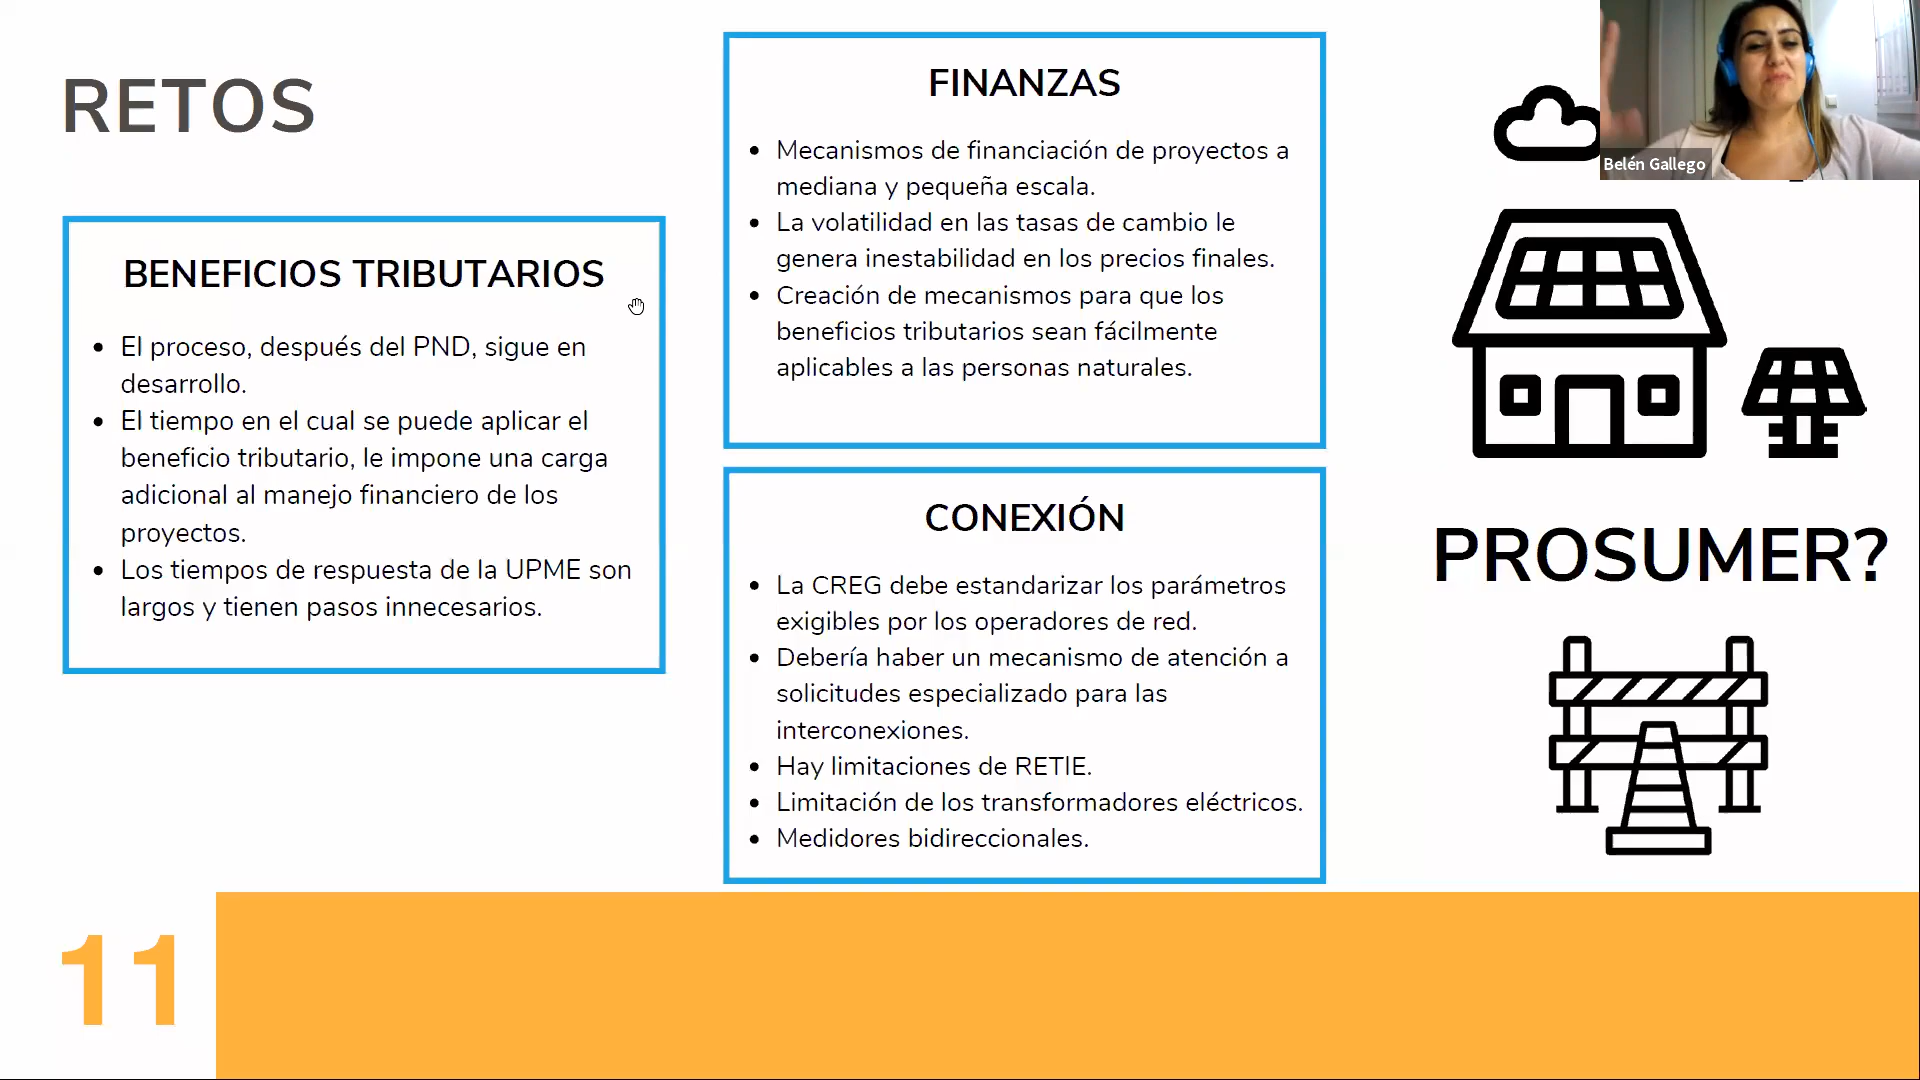 RETOS
BENEFICIOS TRIBUTARIOS
• El proceso, después del PND, sigue en
desarrollo.
• El tiempo en el cual se puede aplicar el
beneficio tributario, le impone una carga
adicional al manejo financiero de los
proyectos.
• Los tiempos de respuesta de la UPME son
largos y tienen pasos innecesarios.
FINANZAS
• Mecanismos de financiación de proyectos a
mediana y pequeña escala.
• La volatilidad en las tasas de cambio le
genera inestabilidad en los precios finales.
• Creación de mecanismos para que los
beneficios tributarios sean fácilmente
aplicables a las personas naturales.
CONEXIÓN
• La CREG debe estandarizar los parámetros
exigibles por los operadores de red.
• Debería haber un mecanismo de atención a
solicitudes especializado para las
interconexiones.
• Hay limitaciones de RETIE.
• Limitación de los transformadores eléctricos.
• Medidores bidireccionales.
Belén Gallego
PROSUMER?
11